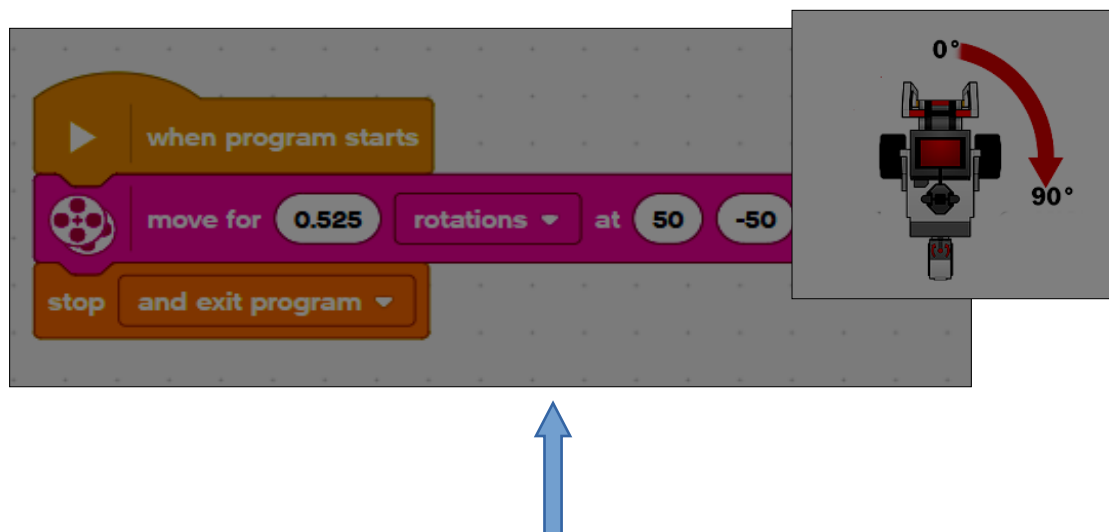 when program starts
move for 0.525 rotations at 50 -50
stop and exit program
0°
90°